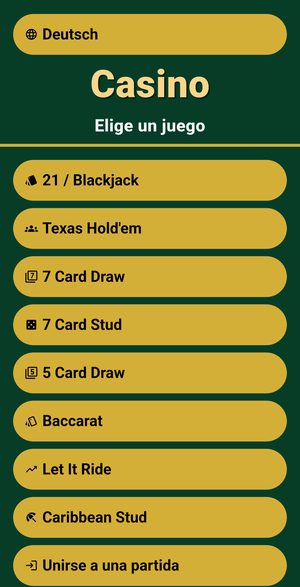 Deutsch
Casino
Elige un juego
21 / Blackjack
Texas Hold'em
7 Card Draw
7 Card Stud
5 Card Draw
Baccarat
Let It Ride
Caribbean Stud
Unirse a una partida